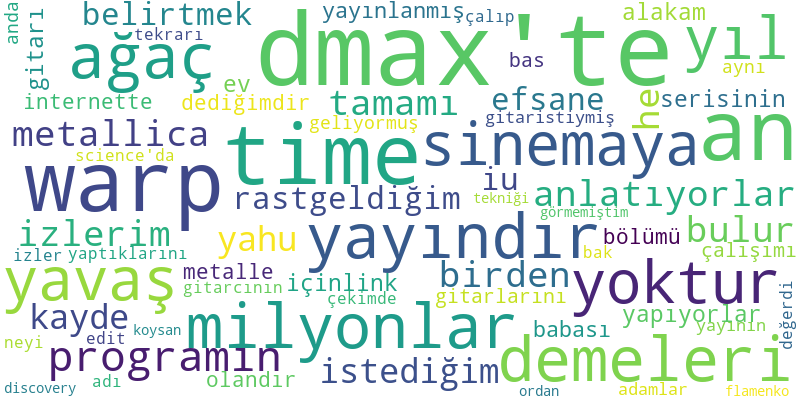 anda
gitarı
belirtmek
tekrarı
ağaç
yayınlanmış
çalıp
dmax'te
bas
alakam
yıl
aynı
internette
ev
dediğimdir
tamamı
efsane
he
serisinin
metallica
geliyormuş
gitaristiymiş
science'da
time
sinemaya
an
warp
rastgeldiğim
iu
tekniği
anlatıyorlar
görmemiştim
izlerim
yahu
yayındır
bölümü
bulur
izler
yaptıklarını
bak
çalışımı
yavaş
metalle
gitarcının
içinlink
çekimde
birden
gitarlarını
yoktur
değerdi
kayde
edit
koysan
milyonlar
babası
yapıyorlar
yayinin
neyi
programın
demeleri
discovery
adı
olandır
istediğim
ordan
adamlar
flamenko